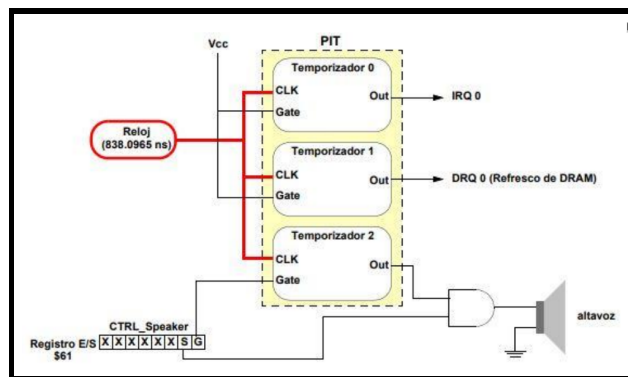 PIT
Vcc
Temporizador 0
CLK
Out
IRQ 0
Gate
Reloj
(838.0965 ns)
Temporizador 1
CLK
Out
DRQ 0 (Refresco de DRAM)
Gate
Temporizador 2
CLK
Out
Gate
CTRL_Speaker
Registro E/S
$61
X X X X X X S G
altavoz